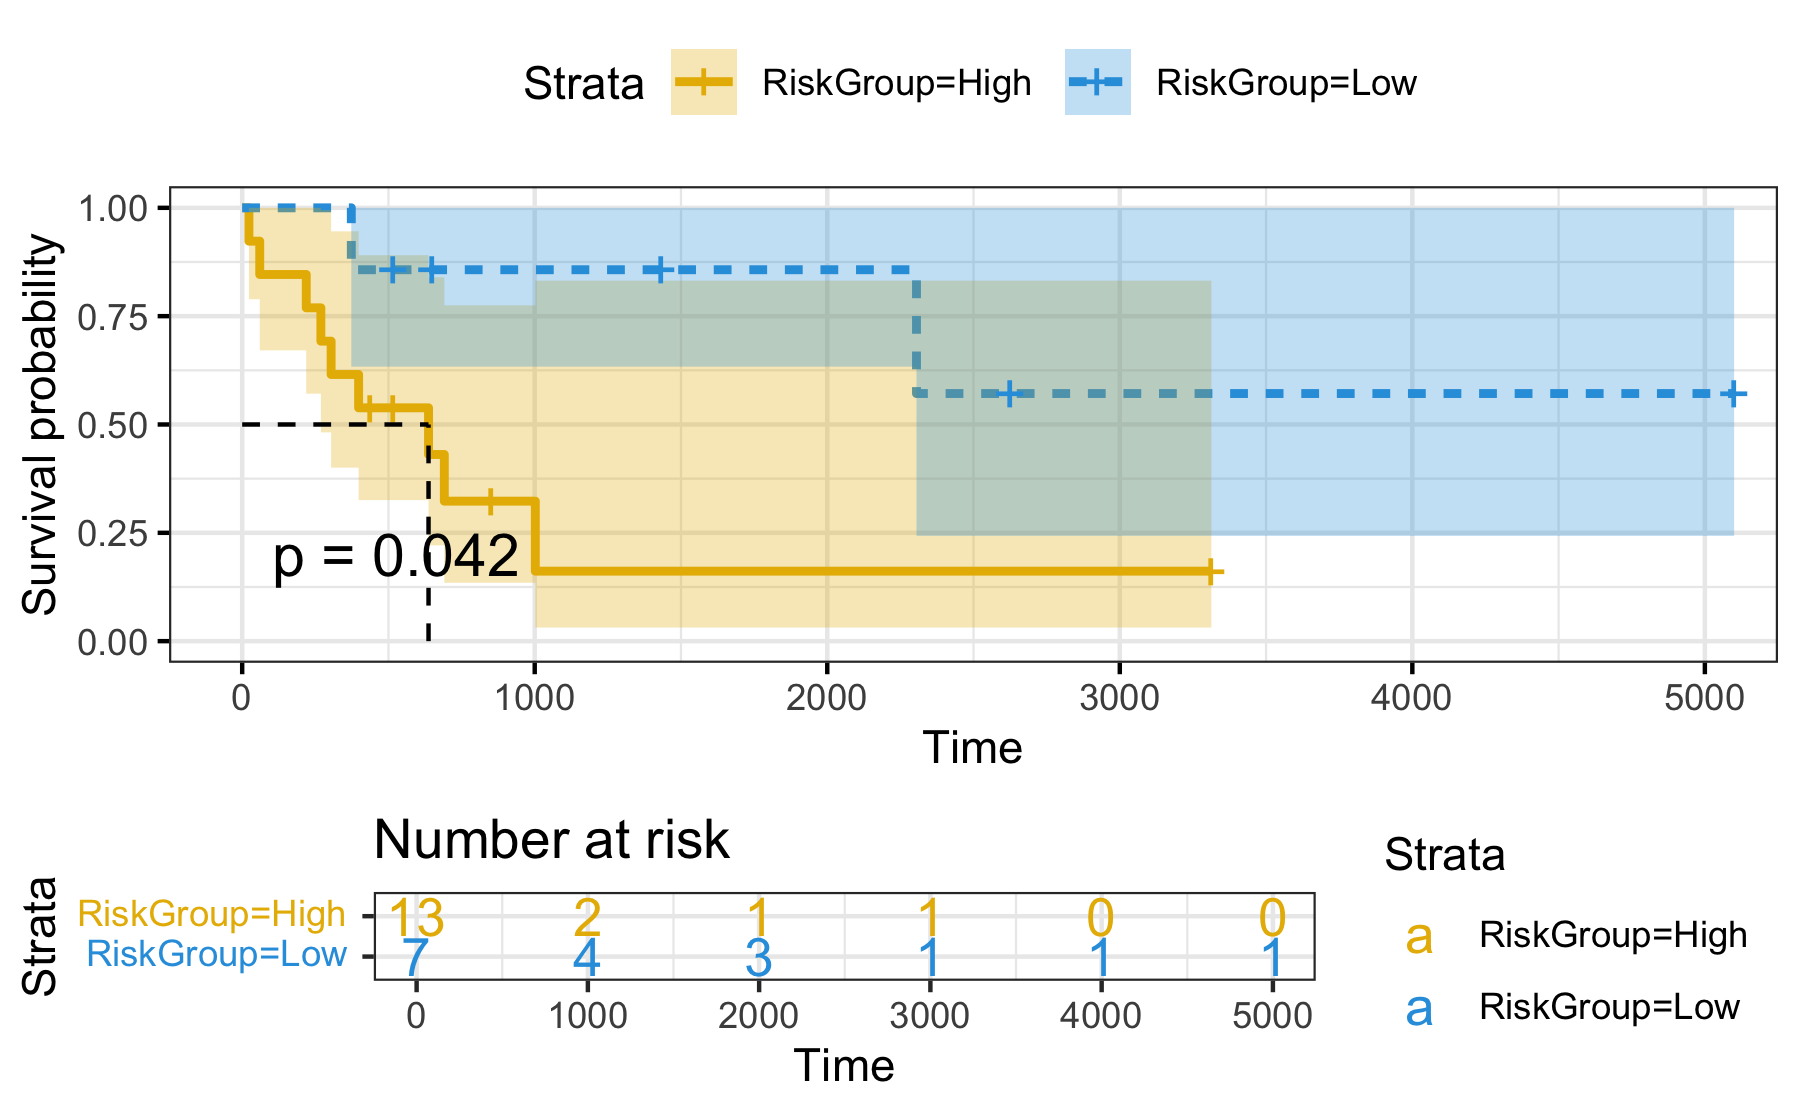 Strata RiskGroup=High RiskGroup=Low
Survival probability
1.00
0.75
0.50
0.25
0.00
p = 0.042
0 1000 2000 3000 4000 5000
Time
Number at risk
Strata
RiskGroup=High 13 2 1 1 0 0
RiskGroup=Low 7 4 3 1 1 1
0 1000 2000 3000 4000 5000
Time
Strata
a RiskGroup=High
a RiskGroup=Low